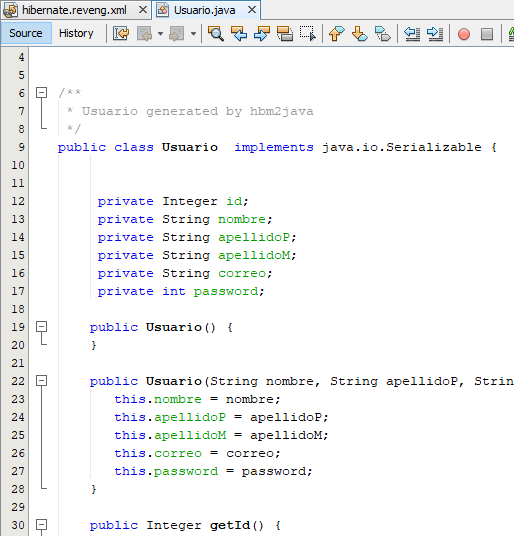 hibernate.reveng.xml Usuario.java
Source History
4
5
6 /**
7 * Usuario generated by hbm2java
8 */
9 public class Usuario  implements java.io.Serializable {
10
11
12 private Integer id;
13 private String nombre;
14 private String apellidoP;
15 private String apellidoM;
16 private String correo;
17 private int password;
18
19 public Usuario() {
20 }
21
22 public Usuario(String nombre, String apellidoP, Strin
23 this.nombre = nombre;
24 this.apellidoP = apellidoP;
25 this.apellidoM = apellidoM;
26 this.correo = correo;
27 this.password = password;
28 }
29
30 public Integer getId() {